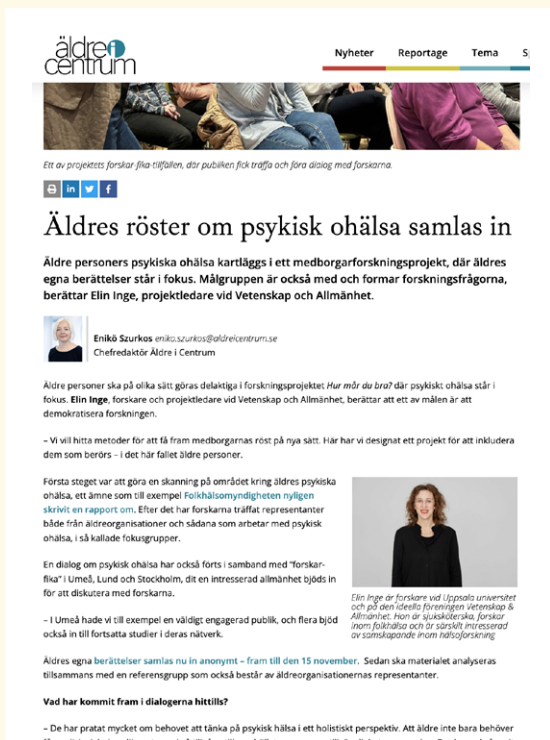 äldre i
centrum
Nyheter Reportage Tema S
Ett av projektets forskar-fika-tillfällen, där publiken fick träffa och föra dialog med forskarna.
Äldres röster om psykisk ohälsa samlas in
Äldre personers psykiska ohälsa kartläggs i ett medborgarforskningsprojekt, där äldres
egna berättelser står i fokus. Målgruppen är också med och formar forskningsfrågorna,
berättar Elin Inge, projektledare vid Vetenskap och Allmänhet.
Enikö Szurkos eniko.szurkos@aldreicentrum.se
Chefredaktör Äldre i Centrum
Äldre personer ska på olika sätt göras delaktiga i forskningsprojektet Hur mår du bra? där psykiskt ohälsa står i
fokus. Elin Inge, forskare och projektledare vid Vetenskap och Allmänhet, berättar att ett av målen är att
demokratisera forskningen.
– Vi vill hitta metoder för att få fram medborgarnas röst på nya sätt. Här har vi designat ett projekt för att inkludera
dem som berörs – i det här fallet äldre personer.
Första steget var att göra en skanning på området kring äldres psykiska
ohälsa, ett ämne som till exempel Folkhälsomyndigheten nyligen
skrivit en rapport om. Efter det har forskarna träffat representanter
både från äldreorganisationer och sådana som arbetar med psykisk
ohälsa, i så kallade fokusgrupper.
En dialog om psykisk ohälsa har också förts i samband med "forskar-
fika" i Umeå, Lund och Stockholm, dit en intresserad allmänhet bjöds in
för att diskutera med forskarna.
– I Umeå hade vi till exempel en väldigt engagerad publik, och flera bjöd
också in till fortsatta studier i deras nätverk.
Elin Inge är forskare vid Uppsala universitet
och på den ideella föreningen Vetenskap &
Allmänhet. Hon är sjuksköterska, forskar
inom folkhälsa och är särskilt intresserad
av samskapande inom hälsoforskning
Äldres egna berättelser samlas nu in anonymt – fram till den 15 november. Sedan ska materialet analyseras
tillsammans med en referensgrupp som också består av äldreorganisationernas representanter.
Vad har kommit fram i dialogerna hittills?
– De har pratat mycket om behovet att tänka på psykisk hälsa i ett holistiskt perspektiv. Att äldre inte bara behöver